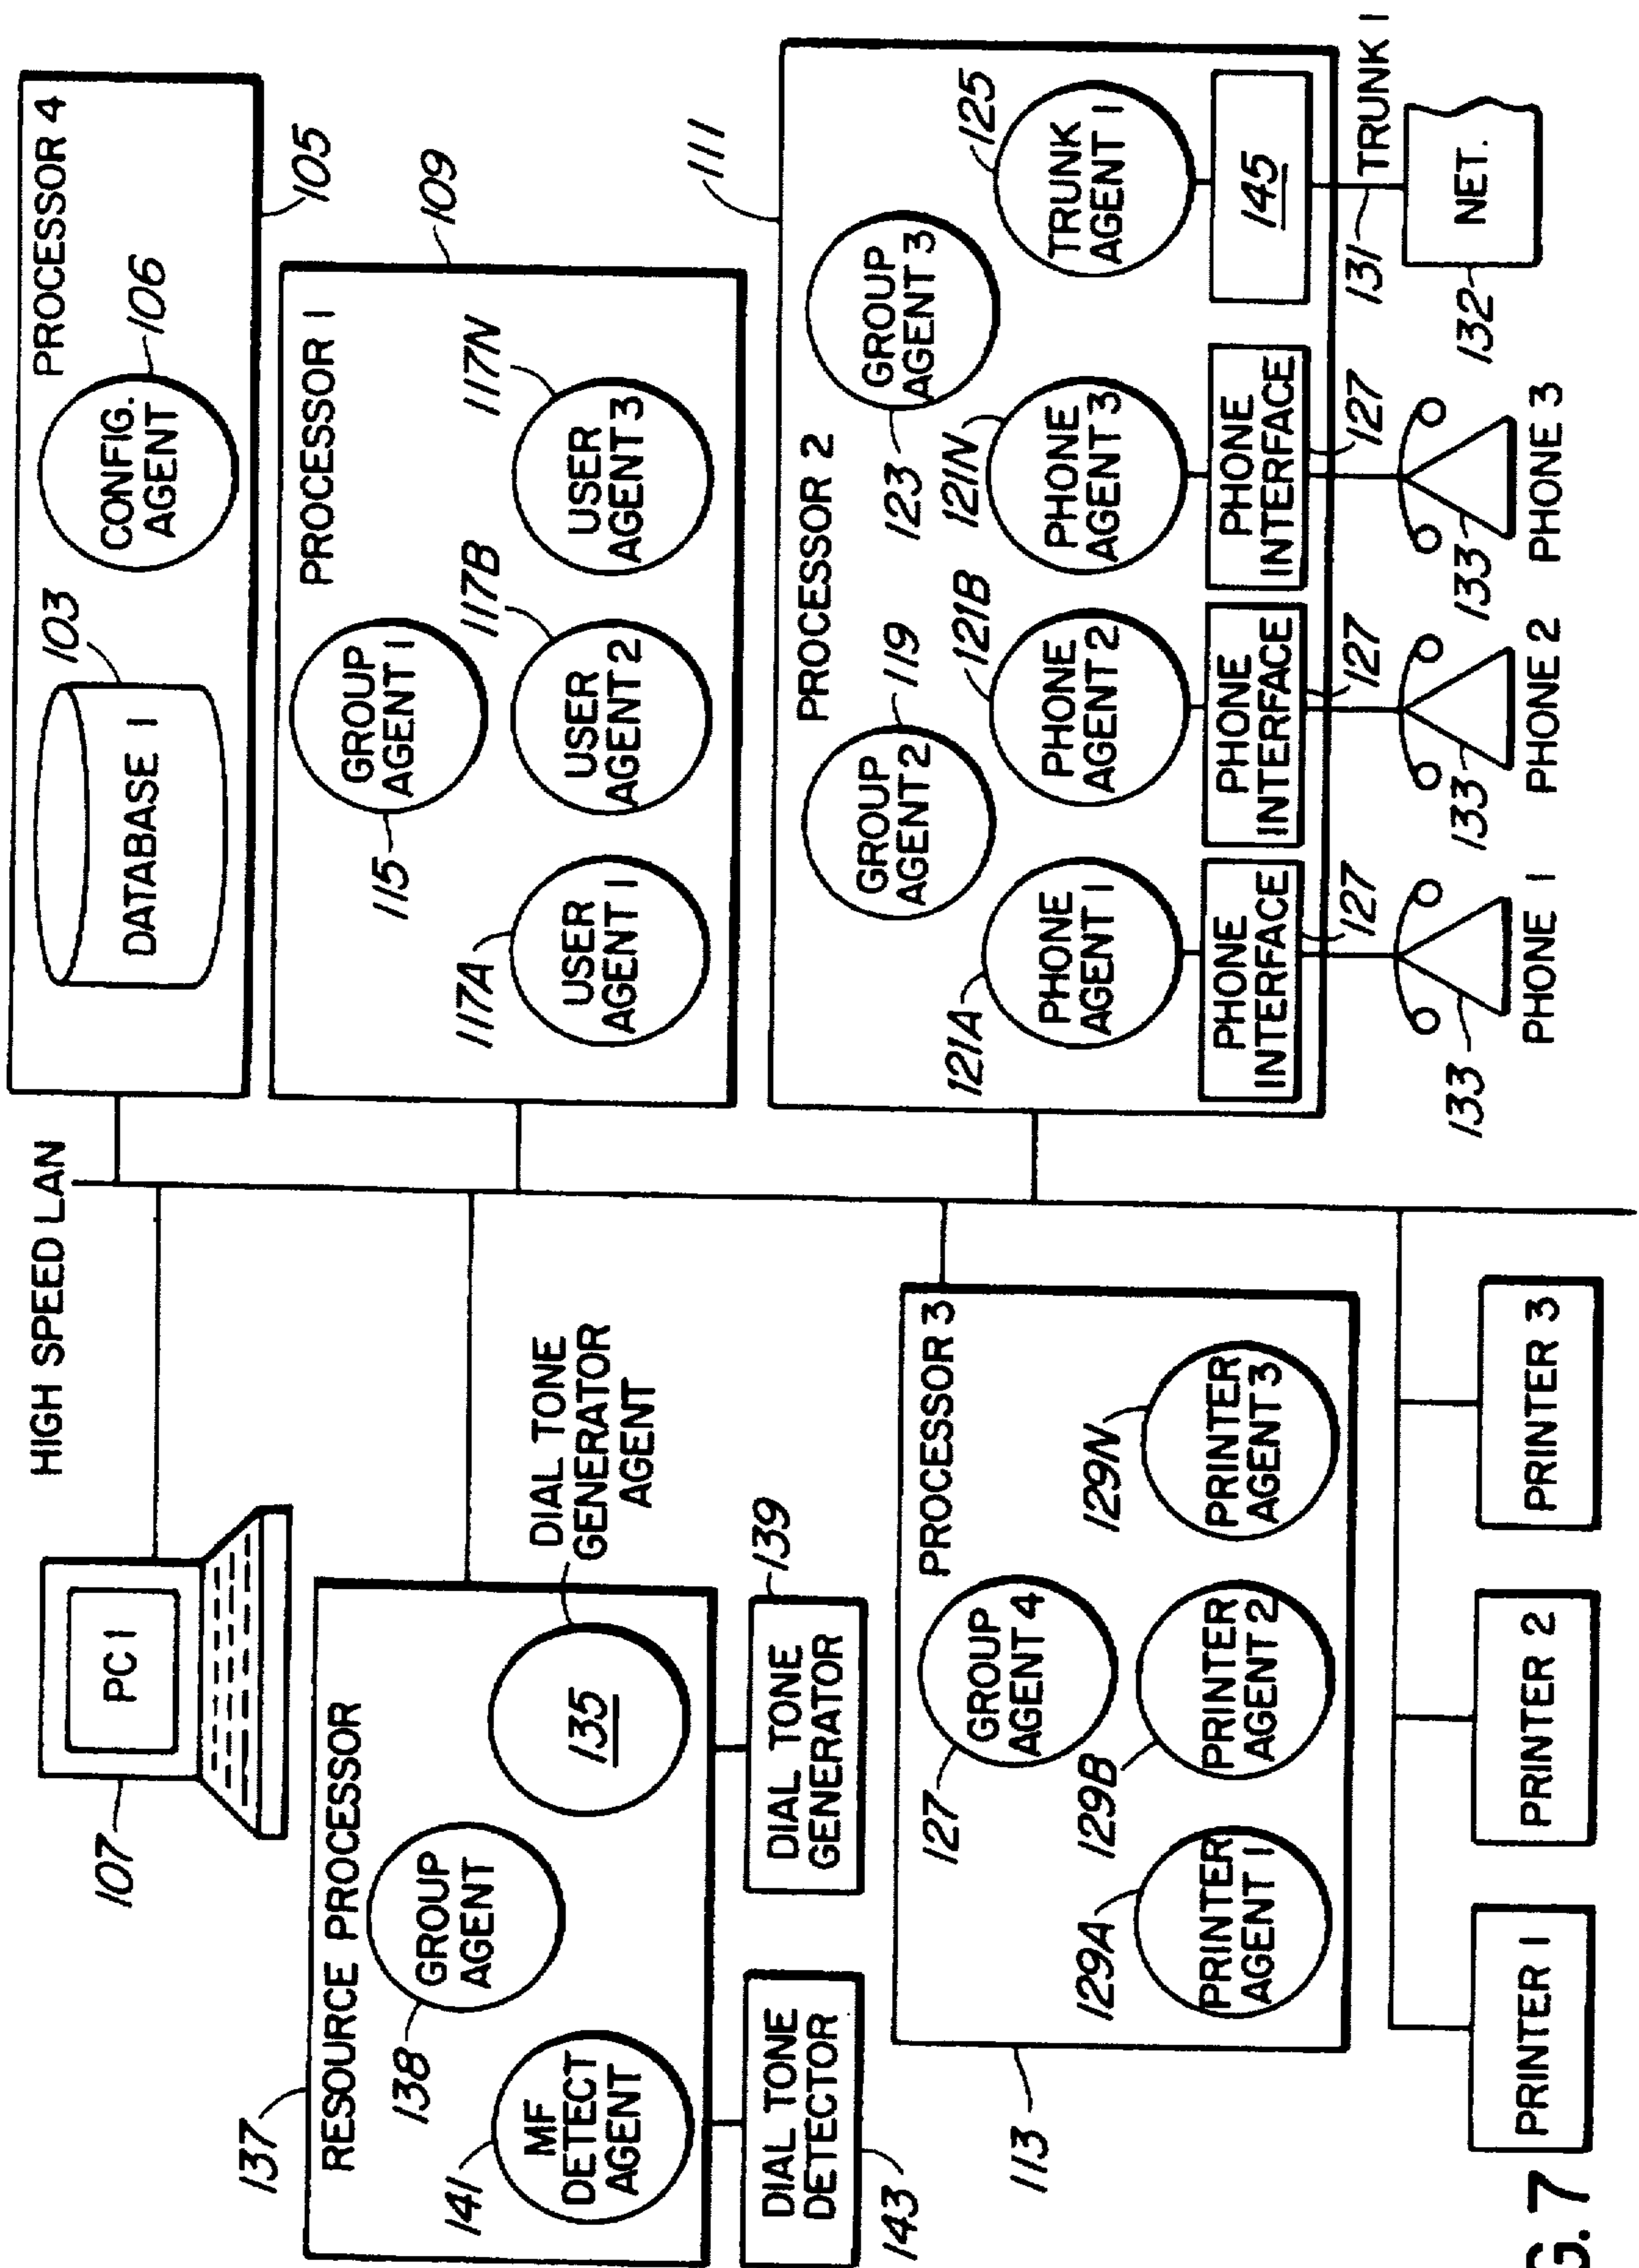 HIGH SPEED LAN
PC 1
107
137
RESOURCE PROCESSOR
GROUP
AGENT
138
141
MF
DETECT
AGENT
135
DIAL TONE
GENERATOR
AGENT
DIAL TONE
DETECTOR
143
DIAL TONE
GENERATOR
139
PROCESSOR 3
113
GROUP
AGENT 4
127
129A
PRINTER
AGENT 1
129B
PRINTER
AGENT 2
129N
PRINTER
AGENT 3
PRINTER 1
PRINTER 2
PRINTER 3
PROCESSOR 4
103
DATABASE 1
CONFIG.
AGENT
106
105
PROCESSOR 1
109
GROUP
AGENT 1
115
117A
USER
AGENT 1
117B
USER
AGENT 2
117N
USER
AGENT 3
111
PROCESSOR 2
GROUP
AGENT 2
119
GROUP
AGENT 3
123
121A
PHONE
AGENT 1
121B
PHONE
AGENT 2
121N
PHONE
AGENT 3
TRUNK
AGENT 1
125
PHONE
INTERFACE
PHONE
INTERFACE
PHONE
INTERFACE
145
127
127
127
131
TRUNK 1
133
133
133
132
NET.
PHONE 1
PHONE 2
PHONE 3
G. 7